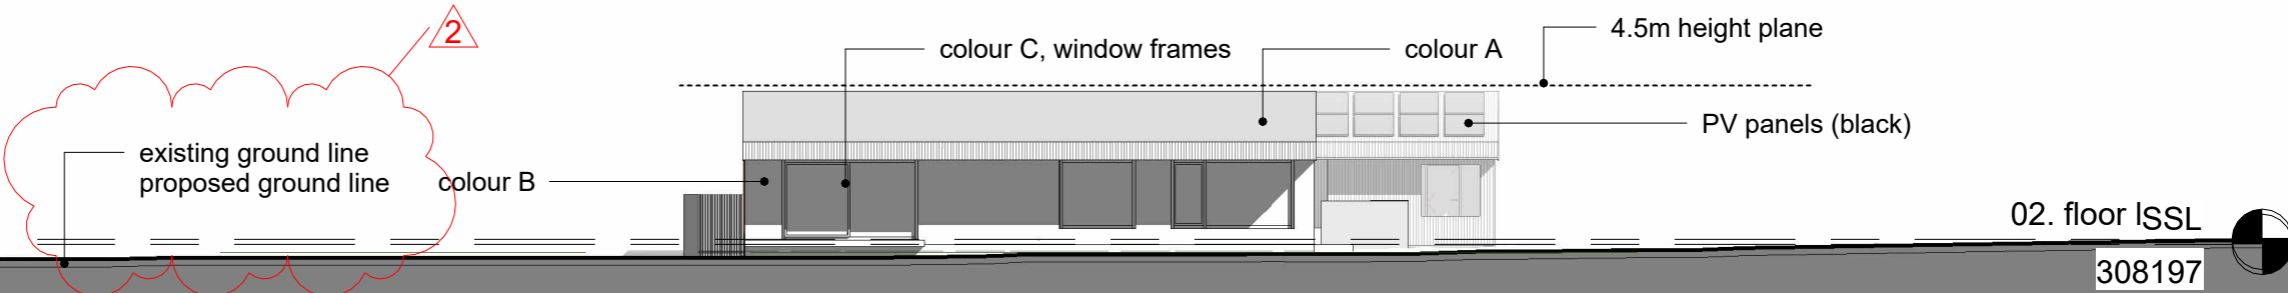 2
4.5m height plane
colour C, window frames
colour A
PV panels (black)
existing ground line
proposed ground line
colour B
02. floor lSSL
308197